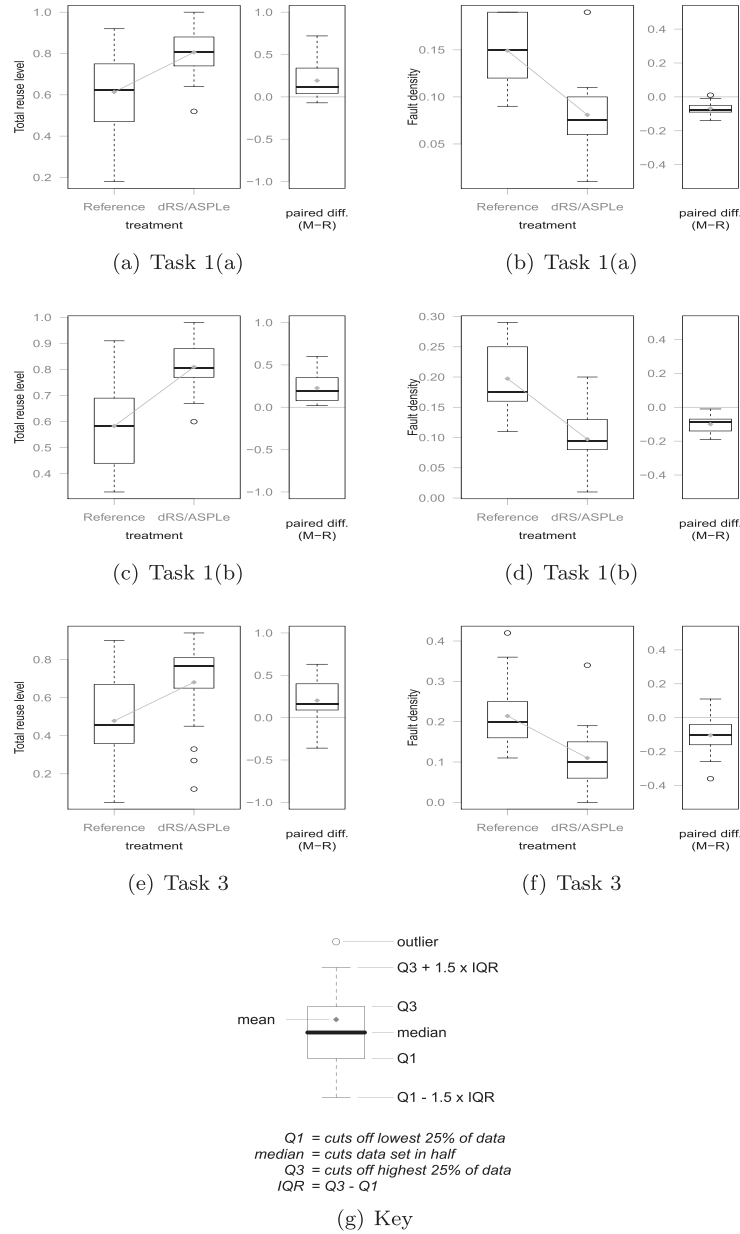 1.0
0.8
0.6
0.4
0.2
Total reuse level
Reference dRS/ASPLe
treatment
1.0
0.5
0.0
−0.5
−1.0
paired diff.
(M−R)
(a) Task 1(a)
0.15
0.10
0.05
Fault density
Reference dRS/ASPLe
treatment
0.4
0.2
0.0
−0.2
−0.4
paired diff.
(M−R)
(b) Task 1(a)
1.0
0.9
0.8
0.7
0.6
0.5
0.4
Total reuse level
Reference dRS/ASPLe
treatment
1.0
0.5
0.0
−0.5
−1.0
paired diff.
(M−R)
(c) Task 1(b)
0.30
0.25
0.20
0.15
0.10
0.05
0.00
Fault density
Reference dRS/ASPLe
treatment
0.4
0.2
0.0
−0.2
−0.4
paired diff.
(M−R)
(d) Task 1(b)
0.8
0.6
0.4
0.2
Total reuse level
Reference dRS/ASPLe
treatment
1.0
0.5
0.0
−0.5
−1.0
paired diff.
(M−R)
(e) Task 3
0.4
0.3
0.2
0.1
0.0
Fault density
Reference dRS/ASPLe
treatment
0.4
0.2
0.0
−0.2
−0.4
paired diff.
(M−R)
(f) Task 3
outlier
Q3 + 1.5 x IQR
Q3
mean
median
Q1
Q1 - 1.5 x IQR
Q1 = cuts off lowest 25% of data
median = cuts data set in half
Q3 = cuts off highest 25% of data
IQR = Q3 - Q1
(g) Key